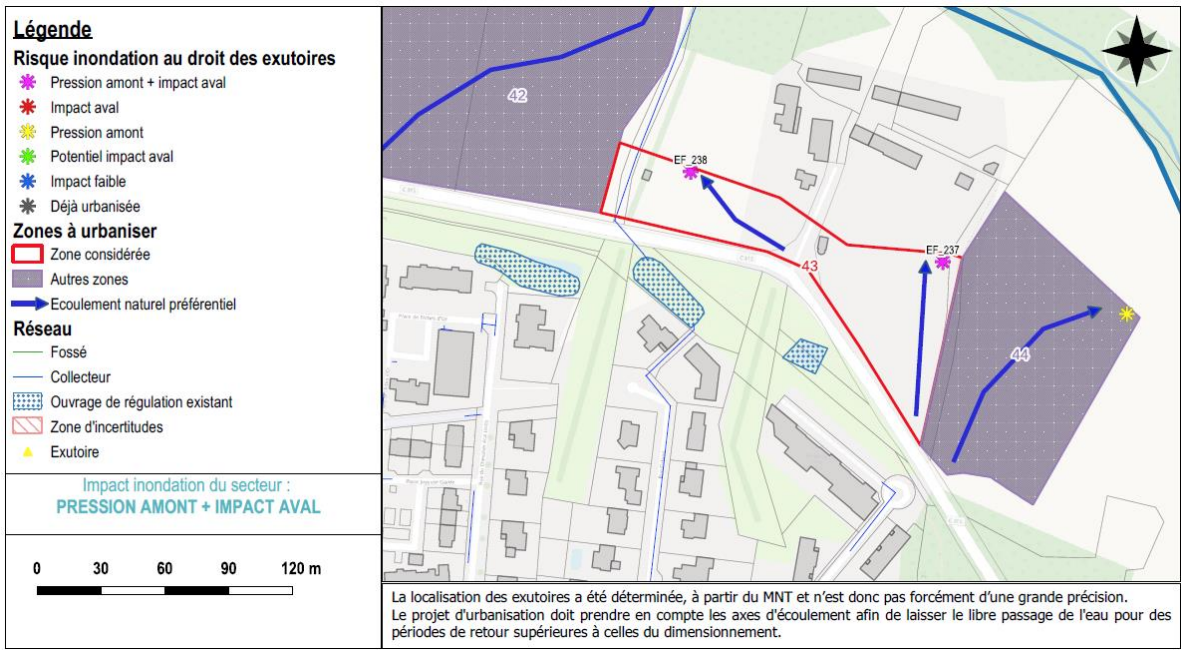 Légende
Risque inondation au droit des exutoires
Pression amont + impact aval
Impact aval
Pression amont
Potentiel impact aval
Impact faible
Déjà urbanisée
Zones à urbaniser
Zone considérée
Autres zones
Ecoulement naturel préférentiel
Réseau
Fossé
Collecteur
Ouvrage de régulation existant
Zone d'incertitudes
Exutoire
Impact inondation du secteur :
PRESSION AMONT + IMPACT AVAL
0 30 60 90 120 m
42
EF_238
EF_237
43
44
La localisation des exutoires a été déterminée, à partir du MNT et n’est donc pas forcément d’une grande précision.
Le projet d'urbanisation doit prendre en compte les axes d'écoulement afin de laisser le libre passage de l'eau pour des
périodes de retour supérieures à celles du dimensionnement.